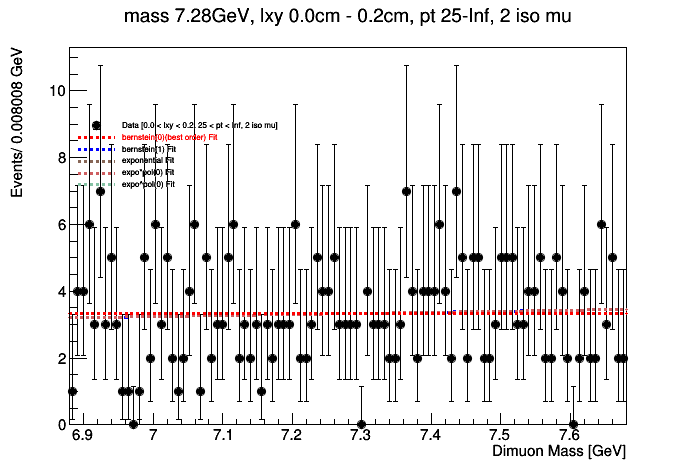 mass 7.28GeV, lxy 0.0cm - 0.2cm, pt 25-Inf, 2 iso mu
Events/ 0.008008 GeV
10
8
6
4
2
0
Data [0.0 < lxy < 0.2, 25 < pt < Inf, 2 iso mu]
bernstein[0](best order) Fit
bernstein(1) Fit
exponential Fit
expo*pol(0) Fit
expo*pol(0) Fit
6.9 7 7.1 7.2 7.3 7.4 7.5 7.6
Dimuon Mass [GeV]